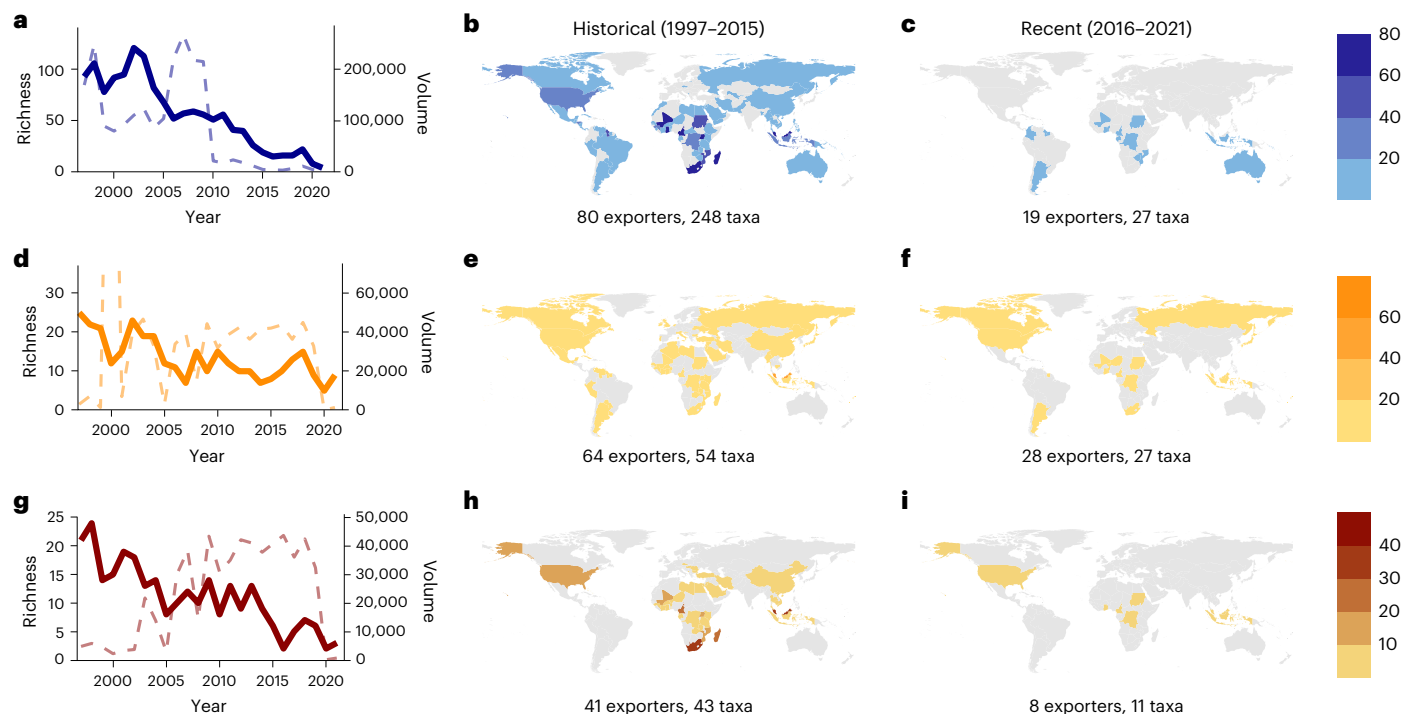 a
100
50
0
Richness
200,000
100,000
0
Volume
2000 2005 2010 2015 2020
Year
b
Historical (1997–2015)
80 exporters, 248 taxa
c
Recent (2016–2021)
19 exporters, 27 taxa
80
60
40
20
d
30
20
10
0
Richness
60,000
40,000
20,000
0
Volume
2000 2005 2010 2015 2020
Year
e
64 exporters, 54 taxa
f
28 exporters, 27 taxa
60
40
20
g
25
20
15
10
5
0
Richness
50,000
40,000
30,000
20,000
10,000
0
Volume
2000 2005 2010 2015 2020
Year
h
41 exporters, 43 taxa
i
8 exporters, 11 taxa
40
30
20
10